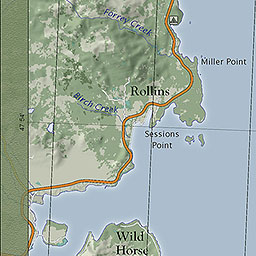 Forrey Creek
Miller Point
Rollins
Birch Creek
Sessions
Point
47°54'
Wild
Horse